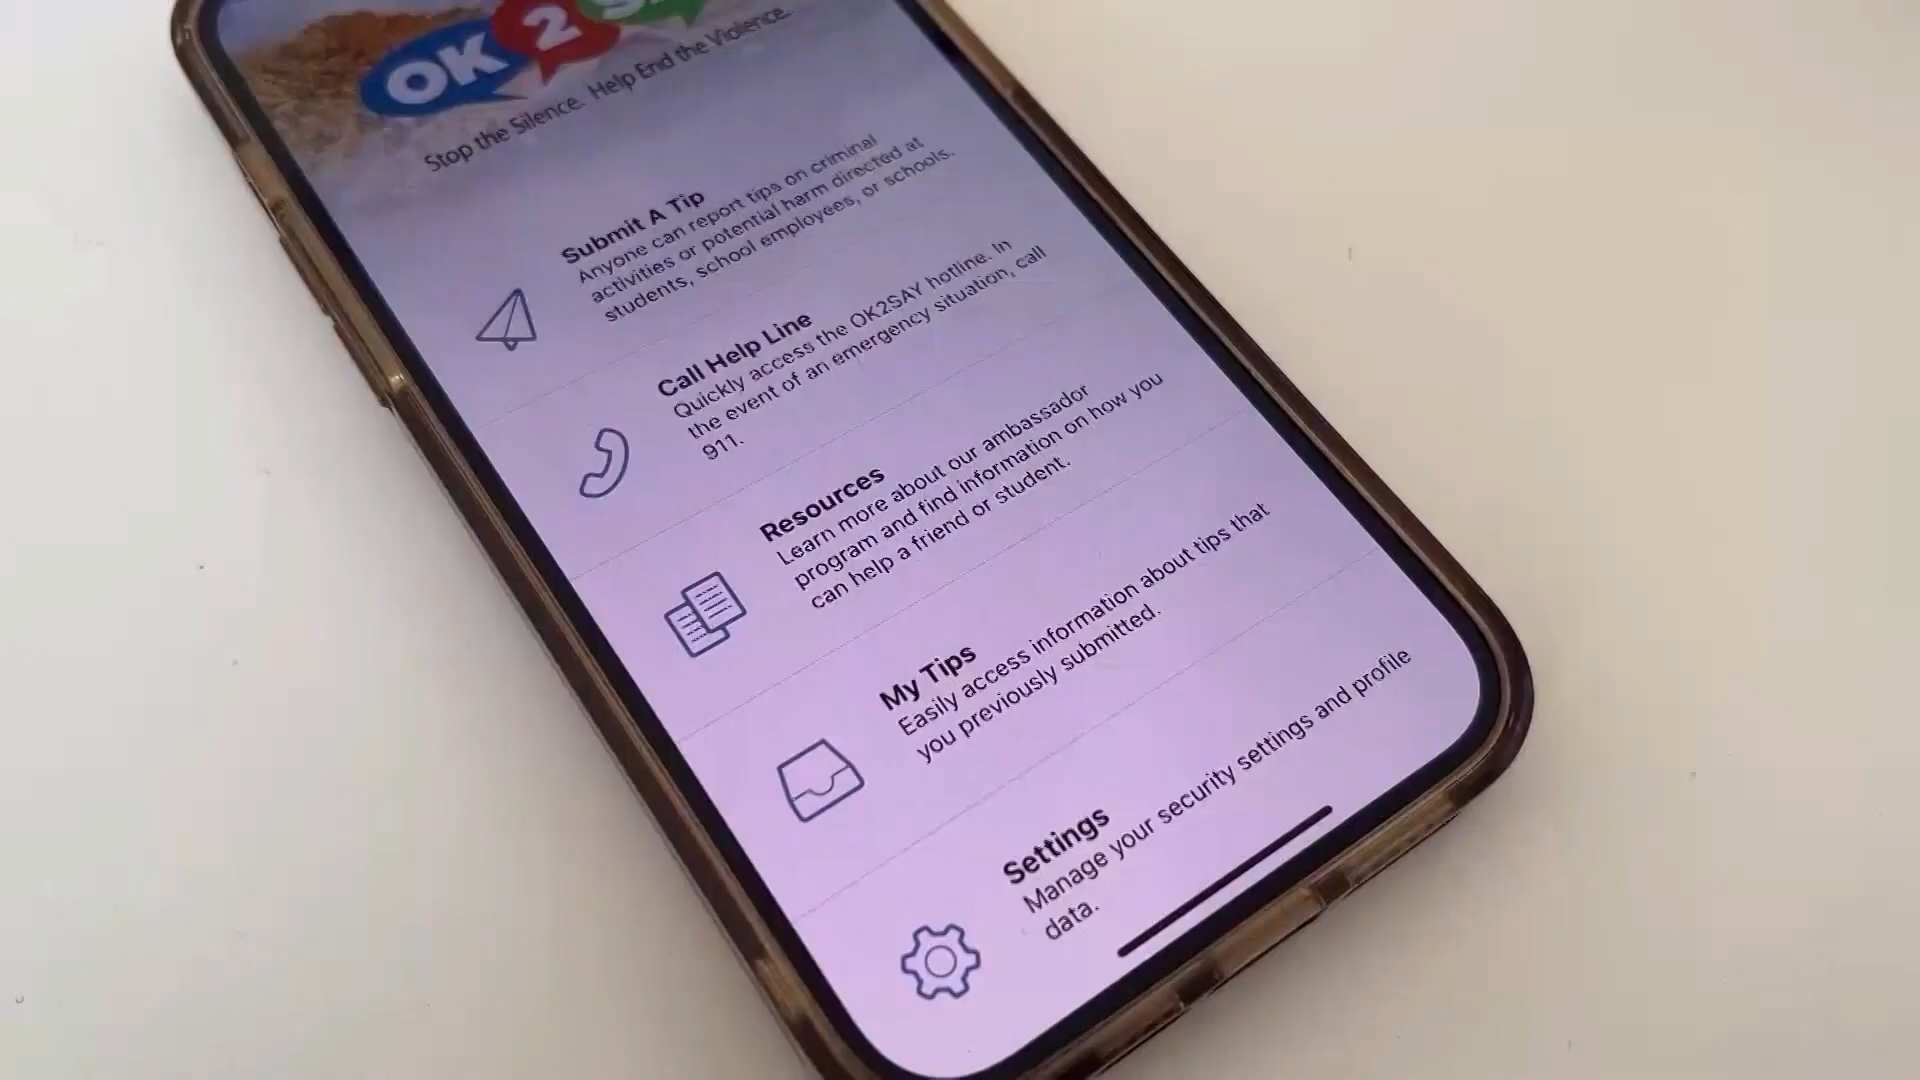 OK 2
Stop the Silence. Help End the Violence.
Submit A Tip
Anyone can report tips on criminal
activities or potential harm directed at
students, school employees, or schools.
Call Help Line
Quickly access the OK2SAY hotline. In
the event of an emergency situation, call
911.
Resources
Learn more about our ambassador
program and find information on how you
can help a friend or student.
My Tips
Easily access information about tips that
you previously submitted.
Settings
Manage your security settings and profile
data.